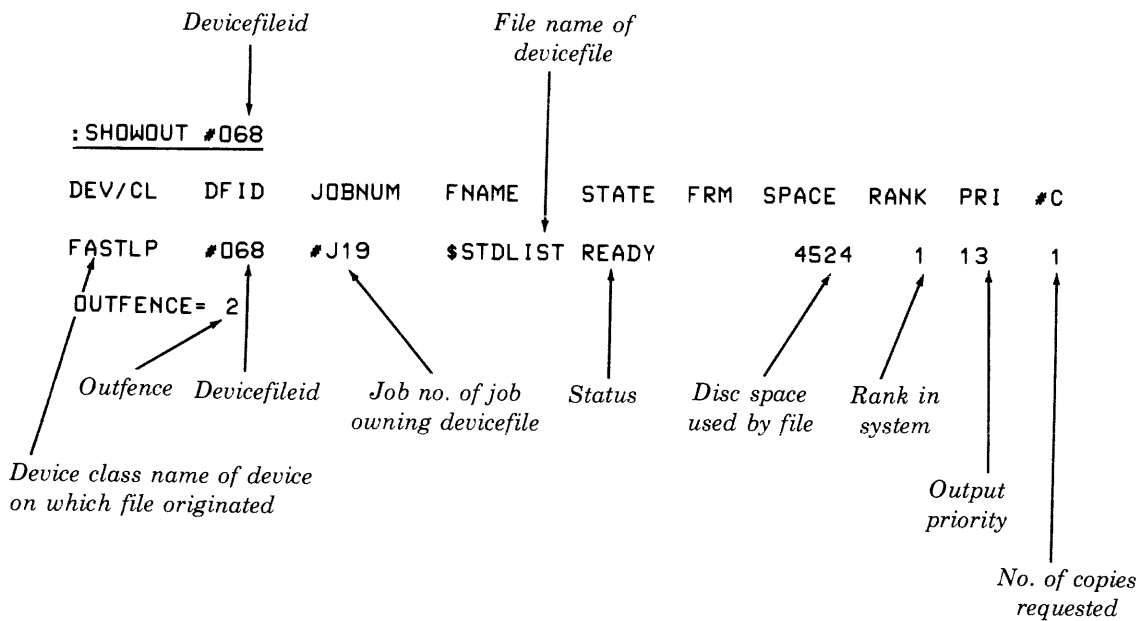 Devicefileid
File name of
devicefile
:SHOWOUT #O68
DEV/CL DFID JOBNUM FNAME STATE FRM SPACE RANK PRI #C
FASTLP #O68 #J19 $STDLIST READY 4524 1 13 1
OUTFENCE= 2
Outfence
Devicefileid
Job no. of job
owning devicefile
Status
Disc space
used by file
Rank in
system
Device class name of device
on which file originated
Output
priority
No. of copies
requested